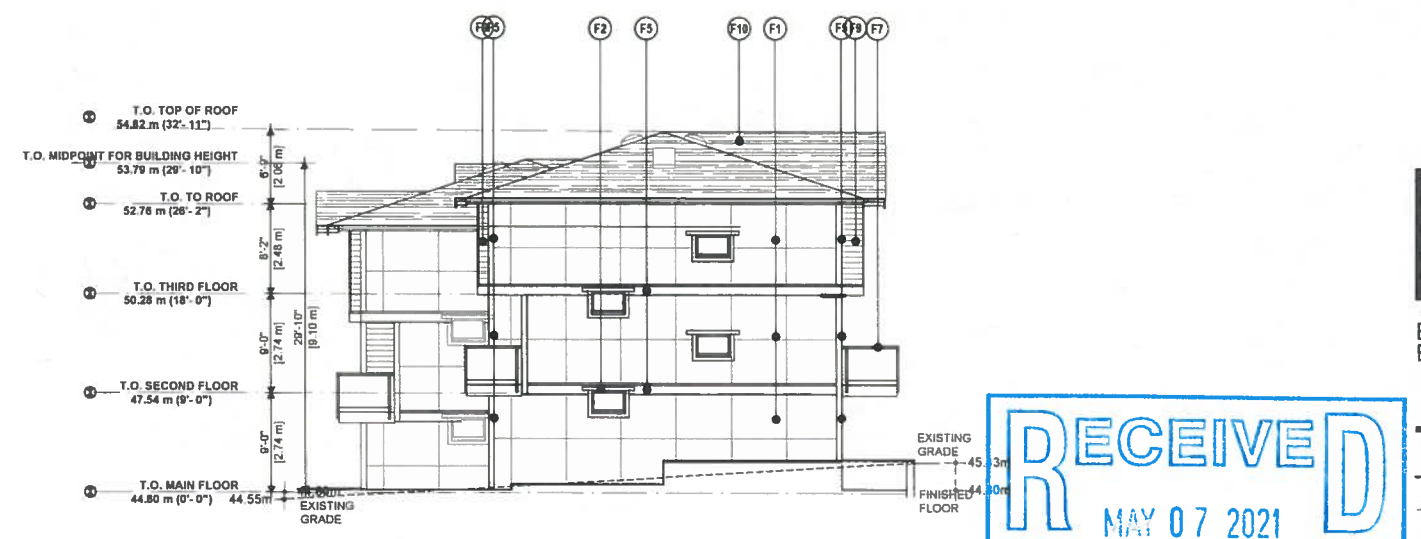 F5
F2
F5
F10
F1
F9
F7
T.O. TOP OF ROOF
54.82 m (32'- 11")
T.O. MIDPOINT FOR BUILDING HEIGHT
53.79 m (29'- 10")
T.O. TO ROOF
52.76 m (26'- 2")
T.O. THIRD FLOOR
50.28 m (18'- 0")
T.O. SECOND FLOOR
47.54 m (9'- 0")
T.O. MAIN FLOOR
44.80 m (0'- 0")
6'-9"
[2.06 m]
8'-2"
[2.48 m]
9'-0"
[2.74 m]
9'-0"
[2.74 m]
29'-10"
[9.10 m]
44.55m
EXISTING
GRADE
EXISTING
GRADE
FINISHED
FLOOR
RECEIVED
MAY 07 2021